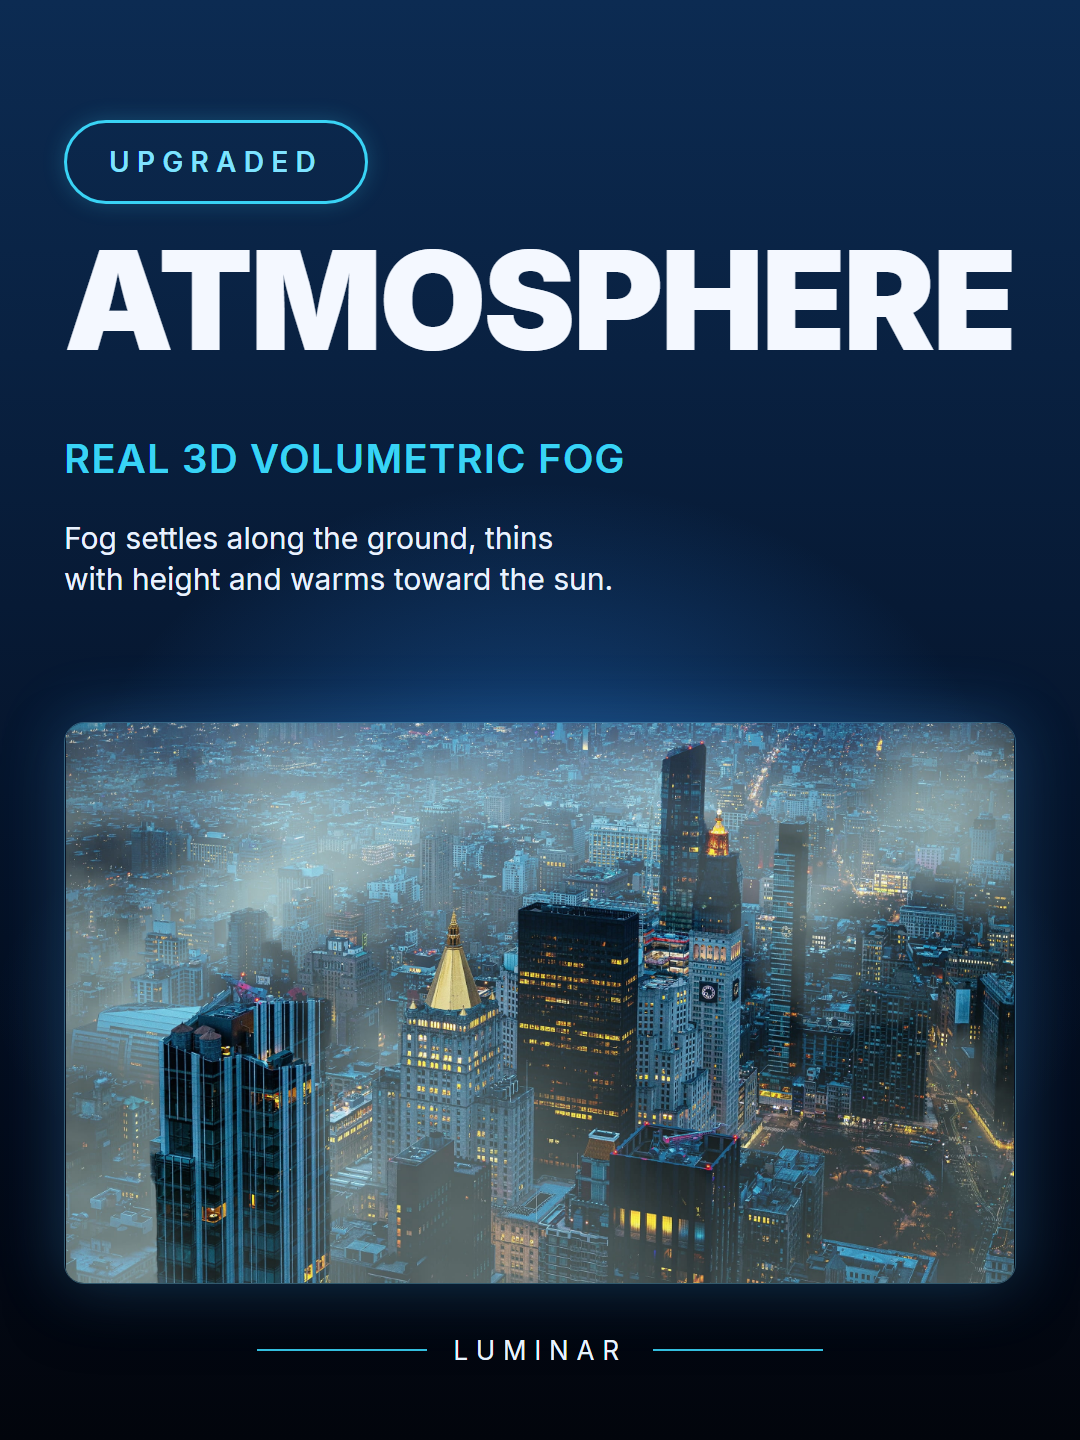 UPGRADED
ATMOSPHERE
REAL 3D VOLUMETRIC FOG
Fog settles along the ground, thins
with height and warms toward the sun.
LUMINAR